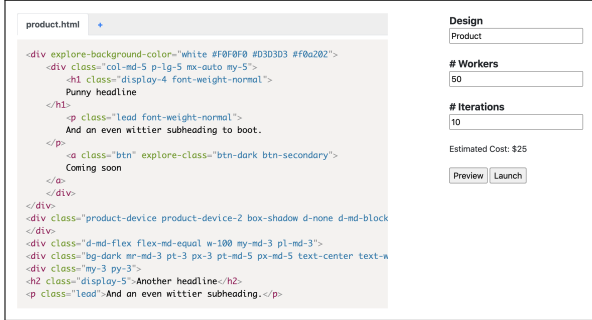 product.html +
<div explore-background-color="white #F0F0F0 #D3D3D3 #f0a202">
<div class="col-md-5 p-lg-5 mx-auto my-5">
<h1 class="display-4 font-weight-normal">
Punny headline
</h1>
<p class="lead font-weight-normal">
And an even wittier subheading to boot.
</p>
<a class="btn" explore-class="btn-dark btn-secondary">
Coming soon
</a>
</div>
</div>
<div class="product-device product-device-2 box-shadow d-none d-md-block
</div>
<div class="d-md-flex flex-md-equal w-100 my-md-3 pl-md-3">
<div class="bg-dark mr-md-3 pt-3 px-3 pt-md-5 px-md-5 text-center text-w
<div class="my-3 py-3">
<h2 class="display-5">Another headline</h2>
<p class="lead">And an even wittier subheading.</p>
Design
Product
# Workers
50
# Iterations
10
Estimated Cost: $25
Preview Launch